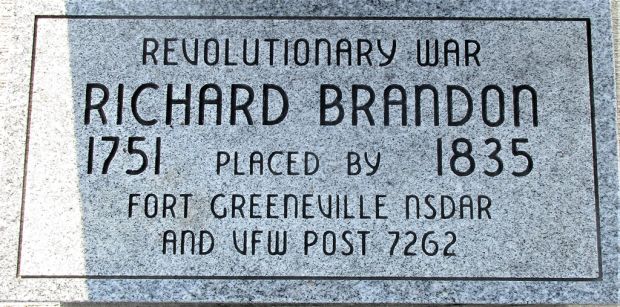 REVOLUTIONARY WAR
RICHARD BRANDON
1751 PLACED BY 1835
FORT GREENEVILLE NSDAR
AND VFW POST 7262